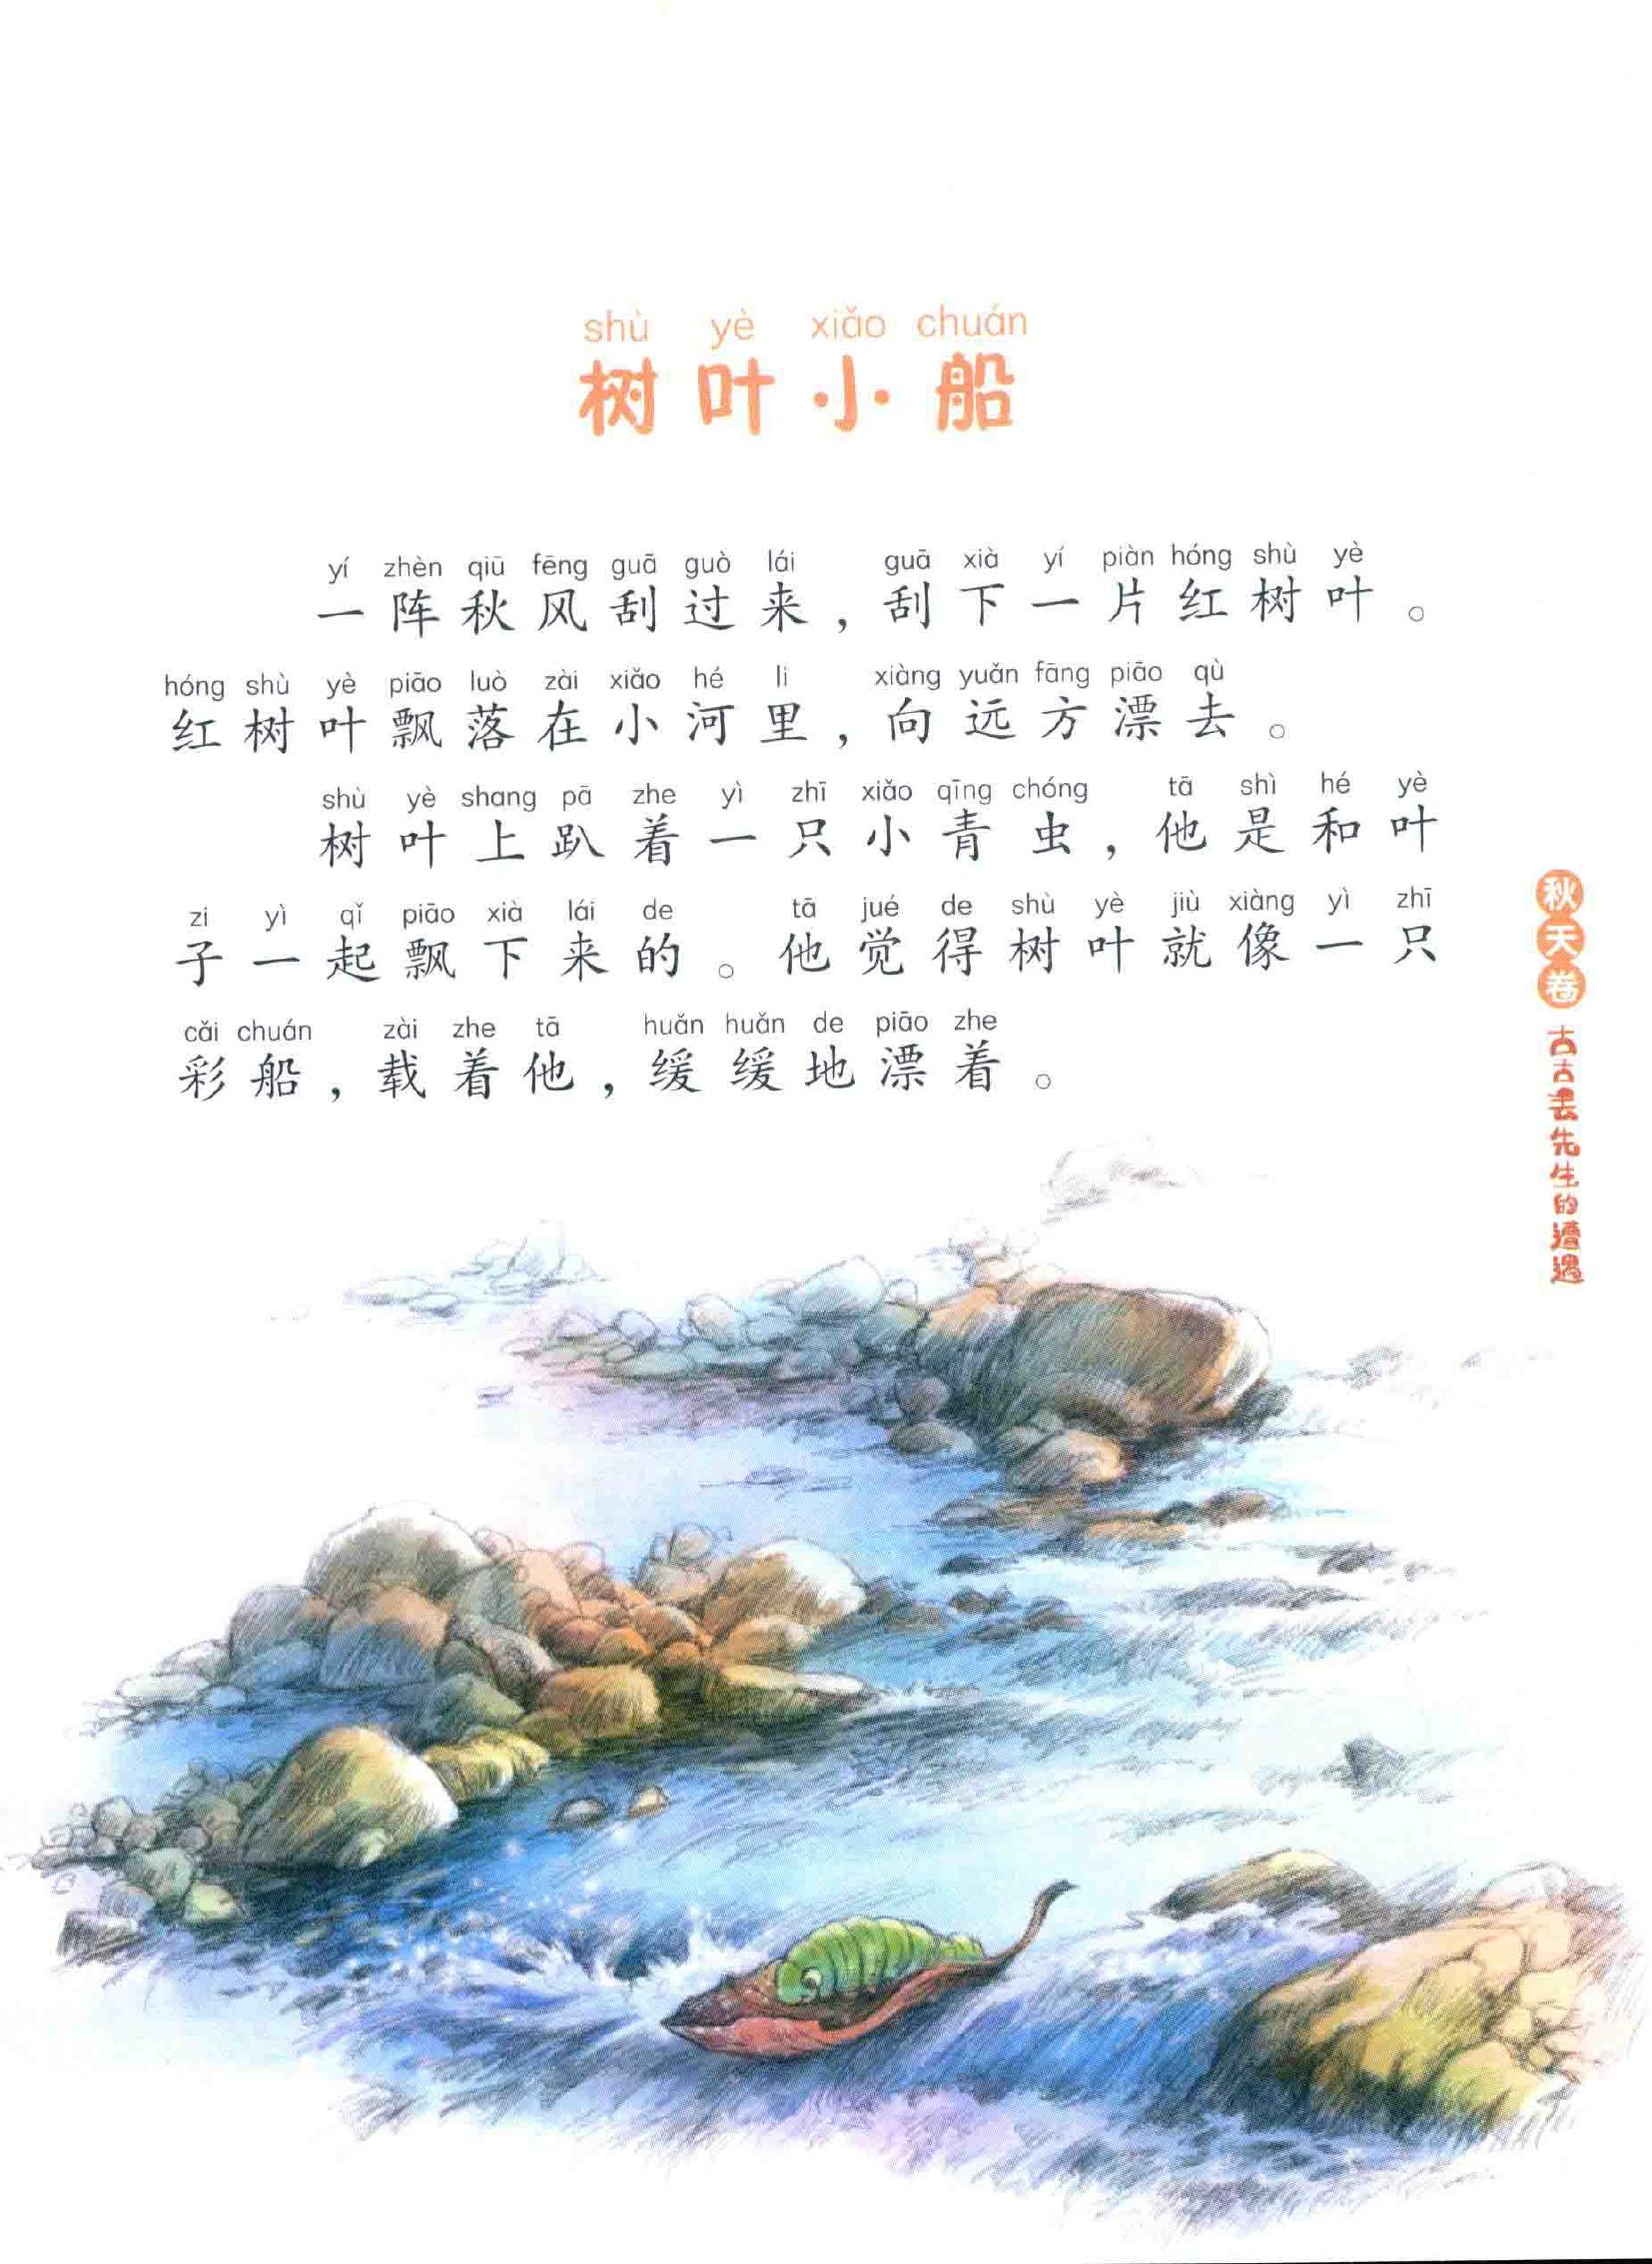 shù yè xiǎo chuán
树叶小船
yí zhèn qiū fēng guā guò lái guā xià yí piàn hóng shù yè
一阵秋风刮过来，刮下一片红树叶。
hóng shù yè piāo luò zài xiǎo hé li xiàng yuǎn fāng piāo qù
红树叶飘落在小河里，向远方漂去。
shù yè shang pā zhe yì zhī xiǎo qīng chóng tā shì hé yè
树叶上趴着一只小青虫，他是和叶
zi yì qǐ piāo xià lái de tā jué de shù yè jiù xiàng yì zhī
子一起飘下来的。他觉得树叶就像一只
cǎi chuán zài zhe tā huǎn huǎn de piāo zhe
彩船，载着他，缓缓地漂着。
秋天卷
古古丢先生的遭遇